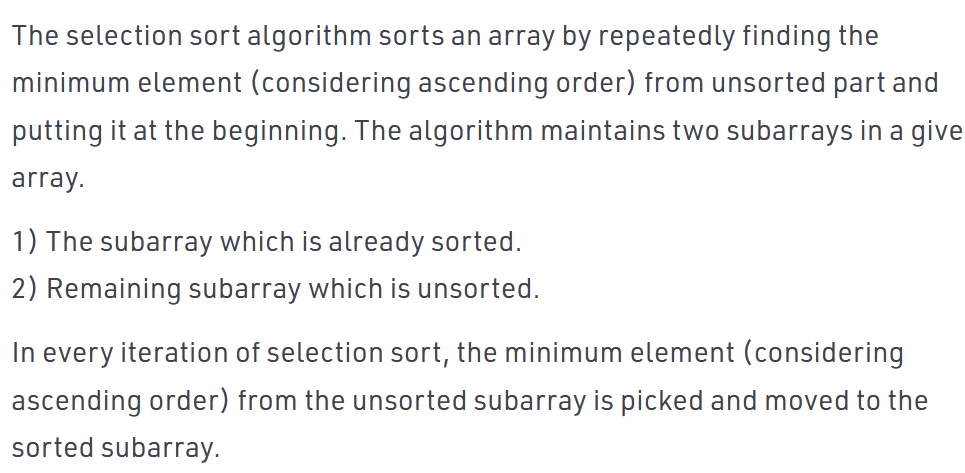 The selection sort algorithm sorts an array by repeatedly finding the
minimum element (considering ascending order) from unsorted part and
putting it at the beginning. The algorithm maintains two subarrays in a give
array.
1) The subarray which is already sorted.
2) Remaining subarray which is unsorted.
In every iteration of selection sort, the minimum element (considering
ascending order) from the unsorted subarray is picked and moved to the
sorted subarray.